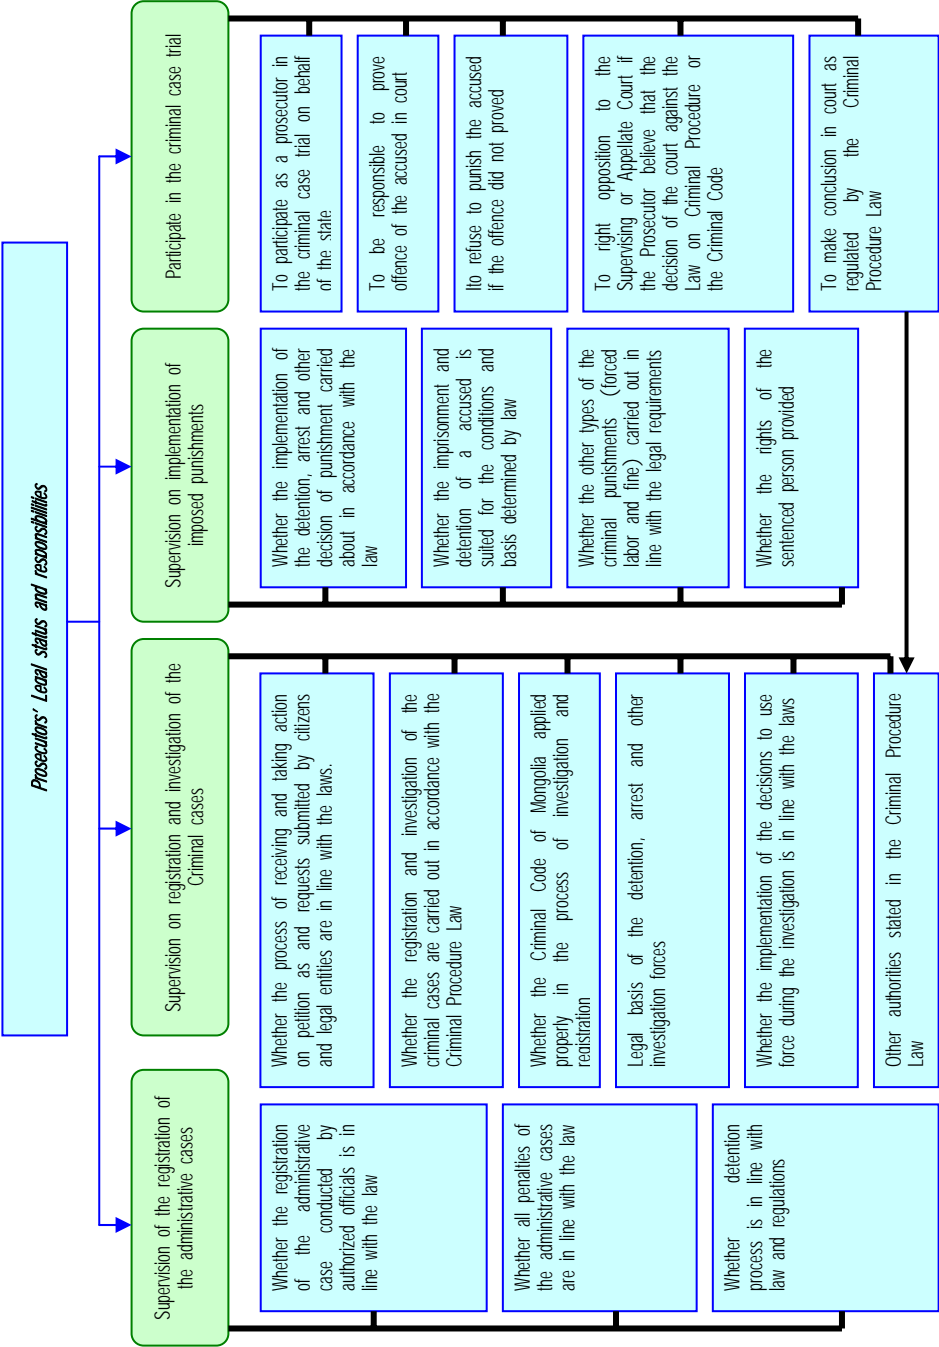 Prosecutors' Legal status and responsibilities
Supervision of the registration of
the administrative cases
Whether the registration
of the administrative
case conducted by
authorized officials is in
line with the law
Whether all penalties of
the administrative cases
are in line with the law
Whether detention
process is in line with
law and regulations
Supervision on registration and investigation of the
Criminal cases
Whether the process of receiving and taking action
on petition as and requests submitted by citizens
and legal entities are in line with the laws.
Whether the registration and investigation of the
criminal cases are carried out in accordance with the
Criminal Procedure Law
Whether the Criminal Code of Mongolia applied
properly in the process of investigation and
registration
Legal basis of the detention, arrest and other
investigation forces
Whether the implementation of the decisions to use
force during the investigation is in line with the laws
Other authorities stated in the Criminal Procedure
Law
Supervision on implementation of
imposed punishments
Whether the implementation of
the detention, arrest and other
decision of punishment carried
about in accordance with the
law
Whether the imprisonment and
detention of a accused is
suited for the conditions and
basis determined by law
Whether the other types of the
criminal punishments (forced
labor and fine) carried out in
line with the legal requirements
Whether the rights of the
sentenced person provided
Participate in the criminal case trial
To participate as a prosecutor in
the criminal case trial on behalf
of the state
To be responsible to prove
offence of the accused in court
Ito refuse to punish the accused
if the offence did not proved
To right opposition to the
Supervising or Appellate Court if
the Prosecutor believe that the
decision of the court against the
Law on Criminal Procedure or
the Criminal Code
To make conclusion in court as
regulated by the Criminal
Procedure Law